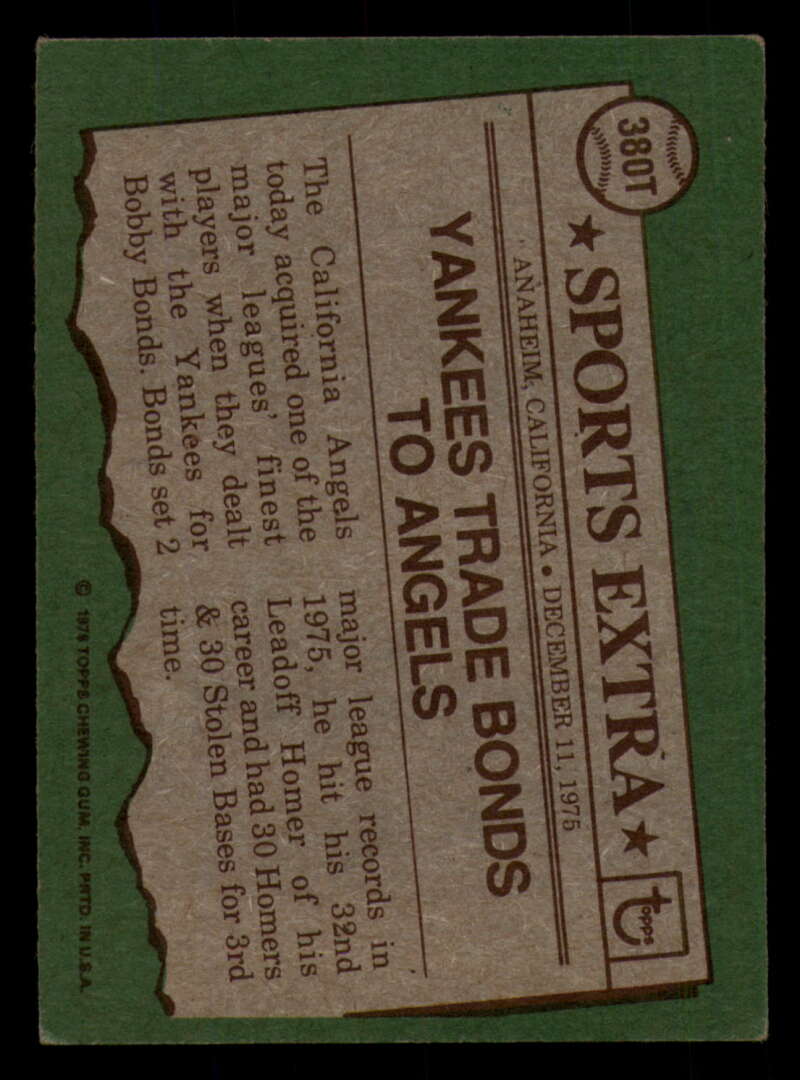 380T
★ SPORTS EXTRA ★
topps
ANAHEIM, CALIFORNIA • DECEMBER 11, 1975
YANKEES TRADE BONDS
TO ANGELS
The California Angels
today acquired one of the
major leagues' finest
players when they dealt
with the Yankees for
Bobby Bonds. Bonds set 2
major league records in
1975, he hit his 32nd
Leadoff Homer of his
career and had 30 Homers
& 30 Stolen Bases for 3rd
time.
© 1976 TOPPS CHEWING GUM, INC. PRTD. IN U.S.A.